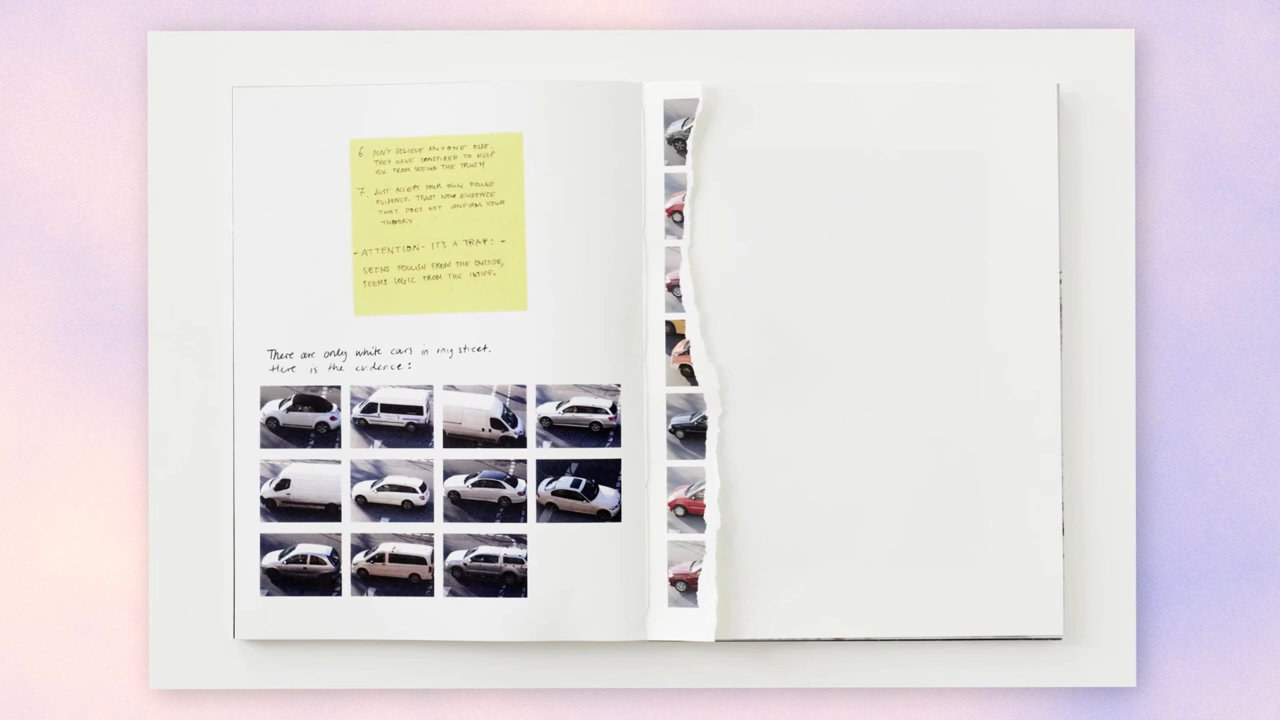 6. DON'T BELIEVE ANYONE ELSE.
THEY HAVE CONSPIRED TO KEEP
YOU FROM SEEING THE TRUTH
7. JUST ACCEPT YOUR OWN FOUND
EVIDENCE. TRUST NOW EVIDENCE
THAT DOES NOT CONFIRM YOUR
THEORY
- ATTENTION - IT'S A TRAP! -
SEEMS FOOLISH FROM THE OUTSIDE,
SEEMS LOGIC FROM THE INSIDE.
There are only white cars in my street.
Here is the evidence: